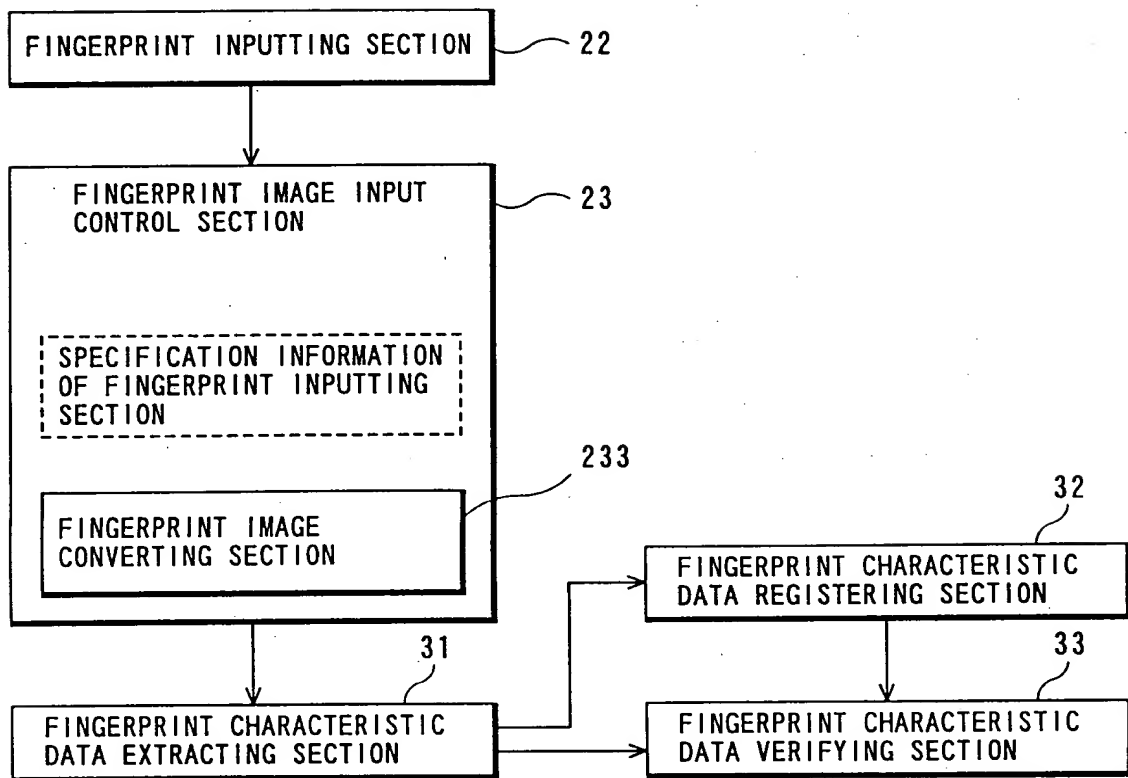 FINGERPRINT INPUTTING SECTION
22
FINGERPRINT IMAGE INPUT
CONTROL SECTION
23
SPECIFICATION INFORMATION
OF FINGERPRINT INPUTTING
SECTION
233
FINGERPRINT IMAGE
CONVERTING SECTION
32
FINGERPRINT CHARACTERISTIC
DATA REGISTERING SECTION
31
FINGERPRINT CHARACTERISTIC
DATA EXTRACTING SECTION
33
FINGERPRINT CHARACTERISTIC
DATA VERIFYING SECTION